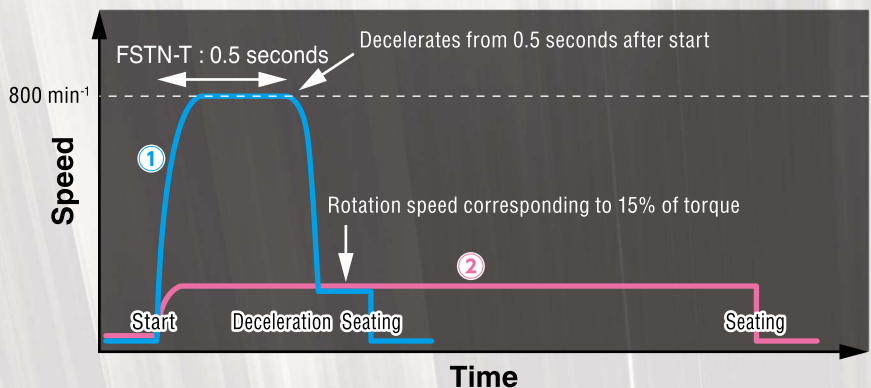 FSTN-T : 0.5 seconds
Decelerates from 0.5 seconds after start
800 min-1
1
Speed
Rotation speed corresponding to 15% of torque
2
Start
Deceleration
Seating
Seating
Time